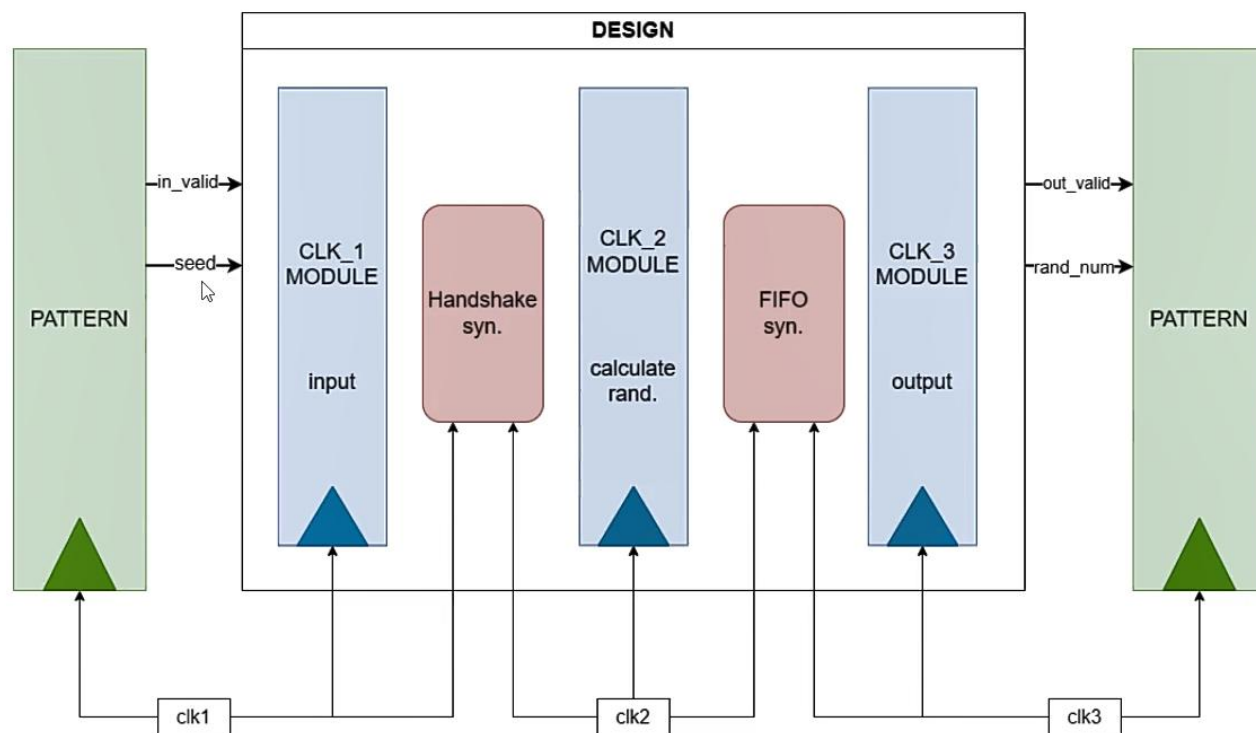 DESIGN
PATTERN
in_valid
seed
CLK_1
MODULE
input
Handshake
syn.
CLK_2
MODULE
calculate
rand.
FIFO
syn.
CLK_3
MODULE
output
out_valid
rand_num
PATTERN
clk1
clk2
clk3